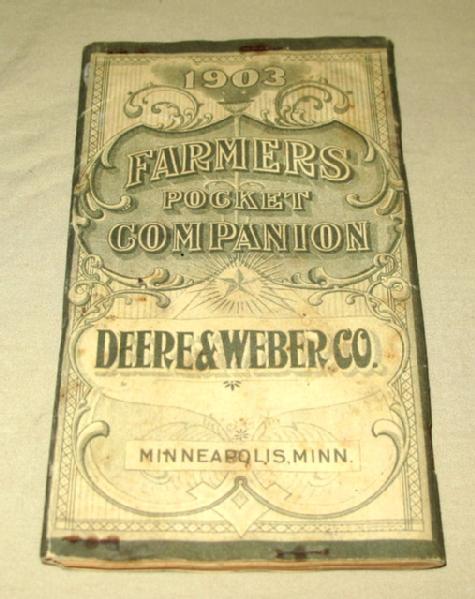 1903
FARMERS
POCKET
COMPANION
DEERE & WEBER CO.
MINNEAPOLIS, MINN.